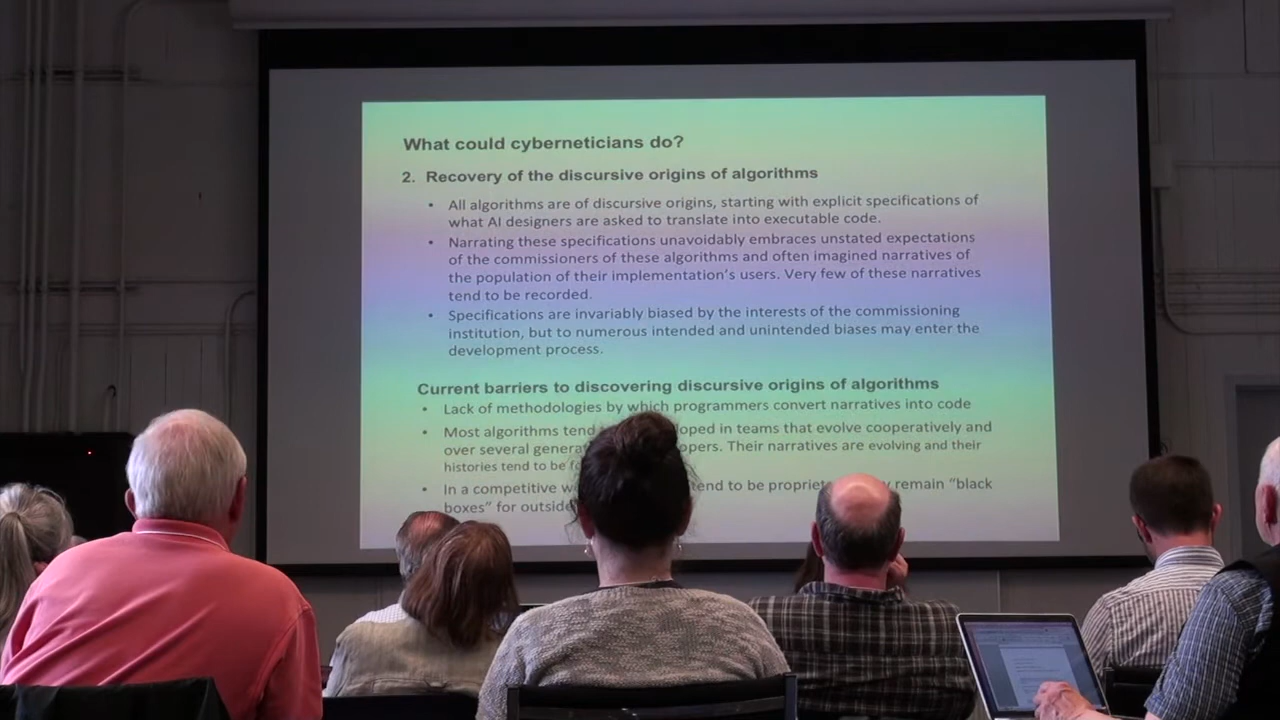 What could cyberneticians do?
2. Recovery of the discursive origins of algorithms
• All algorithms are of discursive origins, starting with explicit specifications of
what AI designers are asked to translate into executable code.
• Narrating these specifications unavoidably embraces unstated expectations
of the commissioners of these algorithms and often imagined narratives of
the population of their implementation's users. Very few of these narratives
tend to be recorded.
• Specifications are invariably biased by the interests of the commissioning
institution, but to numerous intended and unintended biases may enter the
development process.
Current barriers to discovering discursive origins of algorithms
• Lack of methodologies by which programmers convert narratives into code
• Most algorithms tend in teams that evolve cooperatively and
over several Their narratives are evolving and their
histories tend to be
• In a competitive tend to be remain "black
boxes" for